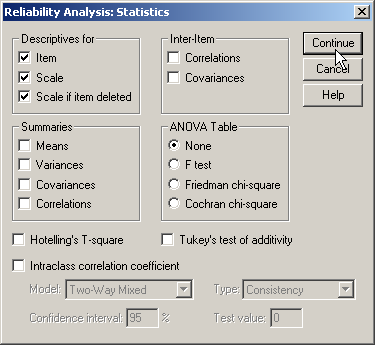 Reliability Analysis: Statistics
Descriptives for
Item
Scale
Scale if item deleted
Inter-Item
Correlations
Covariances
Continue
Cancel
Help
Summaries
Means
Variances
Covariances
Correlations
ANOVA Table
None
F test
Friedman chi-square
Cochran chi-square
Hotelling's T-square
Tukey's test of additivity
Intraclass correlation coefficient
Model: Two-Way Mixed Type: Consistency
Confidence interval: 95 % Test value: 0